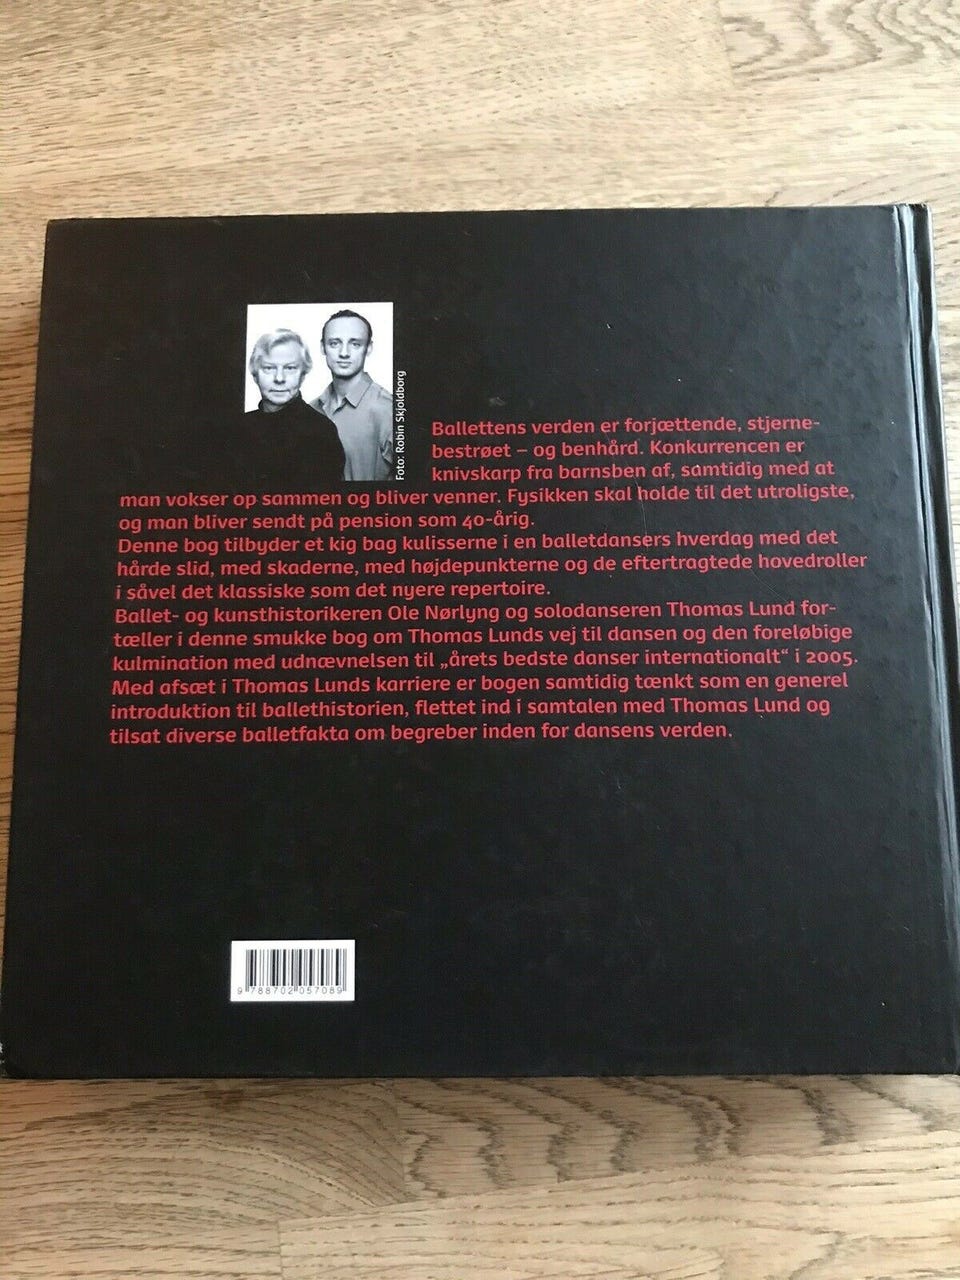 Foto: Robin Skjoldborg
Ballettens verden er forjættende, stjerne-
bestrøet – og benhård. Konkurrencen er
knivskarp fra barnsben af, samtidig med at
man vokser op sammen og bliver venner. Fysikken skal holde til det utroligste,
og man bliver sendt på pension som 40-årig.
Denne bog tilbyder et kig bag kulisserne i en balletdansers hverdag med det
hårde slid, med skaderne, med højdepunkterne og de eftertragtede hovedroller
i såvel det klassiske som det nyere repertoire.
Ballet- og kunsthistorikeren Ole Nørlyng og solodanseren Thomas Lund for-
tæller i denne smukke bog om Thomas Lunds vej til dansen og den foreløbige
kulmination med udnævnelsen til „årets bedste danser internationalt“ i 2005.
Med afsæt i Thomas Lunds karriere er bogen samtidig tænkt som en generel
introduktion til ballethistorien, flettet ind i samtalen med Thomas Lund og
tilsat diverse balletfakta om begreber inden for dansens verden.
9 788702 057089